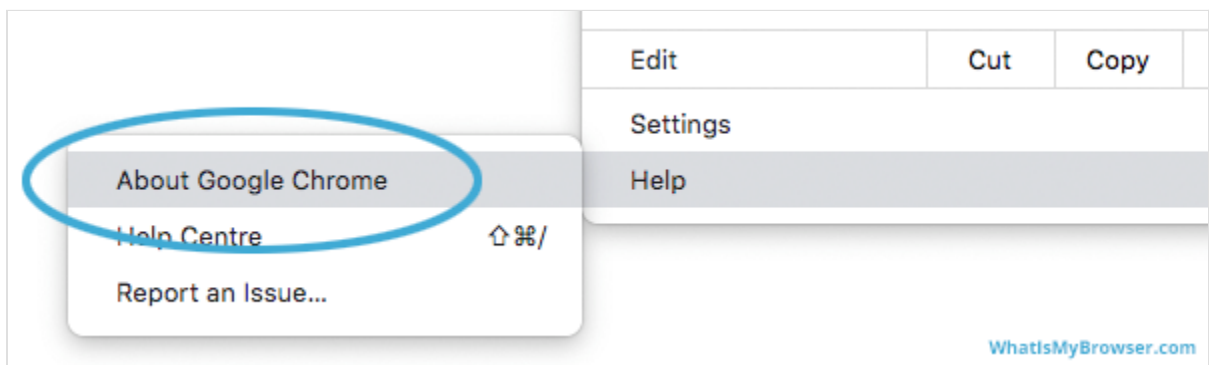 Edit Cut Copy
Settings
Help
About Google Chrome
Help Centre ⇧⌘/
Report an Issue...
WhatIsMyBrowser.com